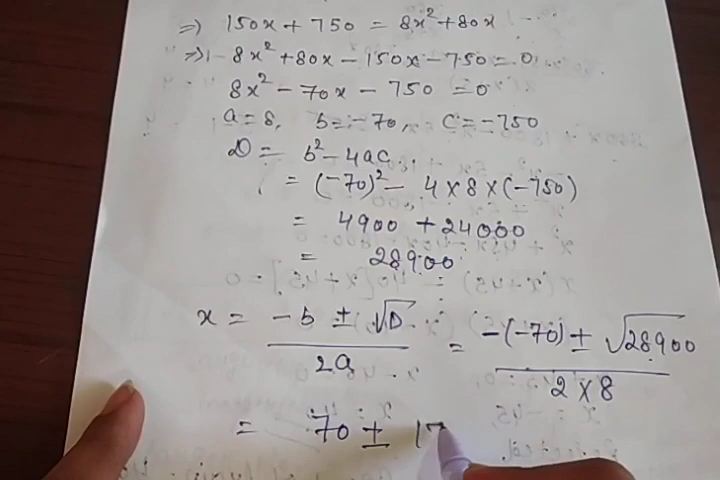 ⇒ 150x + 750 = 8x² + 80x
⇒ 8x² + 80x - 150x - 750 = 0
8x² - 70x - 750 = 0
a = 8, b = -70, c = -750
D = b² - 4ac
= (-70)² - 4 × 8 × (-750)
= 4900 + 24000
= 28900
x = (-b ± √D) / 2a = (-(-70) ± √28900) / 2 × 8
= 70 ± 17